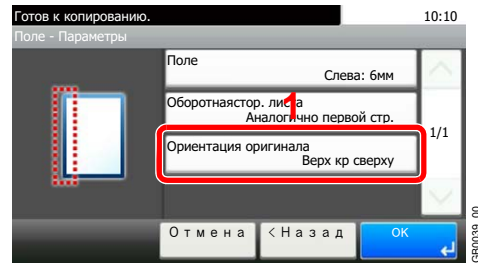 Готов к копированию. 10:10
Поле - Параметры
Поле
Слева: 6мм
Оборотнаястор. листа
Аналогично первой стр.
1
1/1
Ориентация оригинала
Верх кр сверху
Отмена <Назад OK
GB0039_00